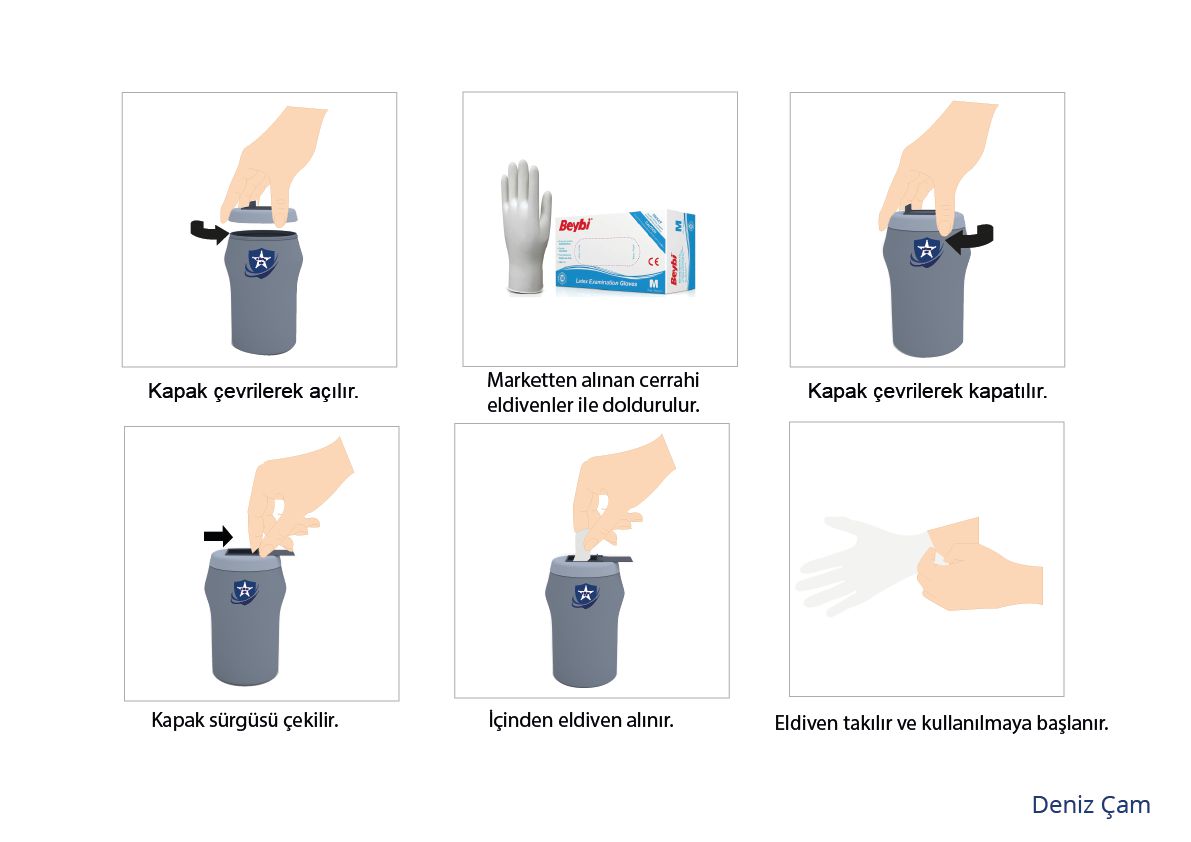 Beybi
M
CE
Beybi
Latex Examination Gloves
M
Kapak çevrilerek açılır.
Marketten alınan cerrahi
eldivenler ile doldurulur.
Kapak çevrilerek kapatılır.
Kapak sürgüsü çekilir.
İçinden eldiven alınır.
Eldiven takılır ve kullanılmaya başlanır.
Deniz Çam